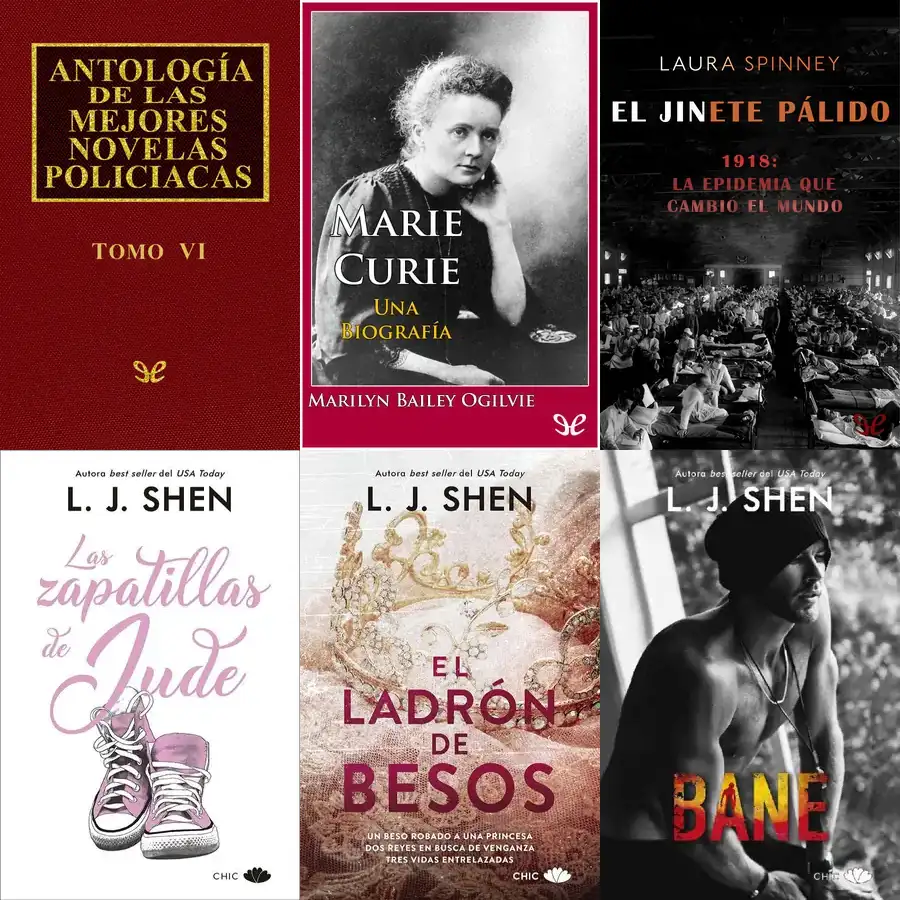 ANTOLOGÍA
DE LAS
MEJORES
NOVELAS
POLICIACAS
TOMO VI
MARIE
CURIE
UNA
BIOGRAFÍA
MARILYN BAILEY OGILVIE
LAURA SPINNEY
EL JINETE PÁLIDO
1918:
LA EPIDEMIA QUE
CAMBIO EL MUNDO
Autora best seller del USA Today
L. J. SHEN
Las
zapatillas
de
Jude
CHIC
Autora best seller del USA Today
L. J. SHEN
EL
LADRÓN
DE
BESOS
UN BESO ROBADO A UNA PRINCESA
DOS REYES EN BUSCA DE VENGANZA
TRES VIDAS ENTRELAZADAS
CHIC
Autora best seller del USA Today
L. J. SHEN
BANE
CHIC